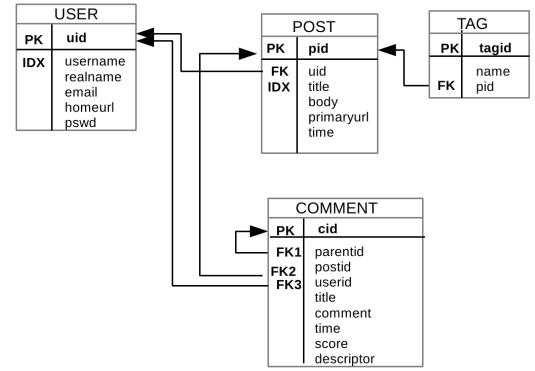 USER
PK uid
IDX username
realname
email
homeurl
pswd
POST
PK pid
FK uid
IDX title
body
primaryurl
time
TAG
PK tagid
name
FK pid
COMMENT
PK cid
FK1 parentid
FK2 postid
FK3 userid
title
comment
time
score
descriptor